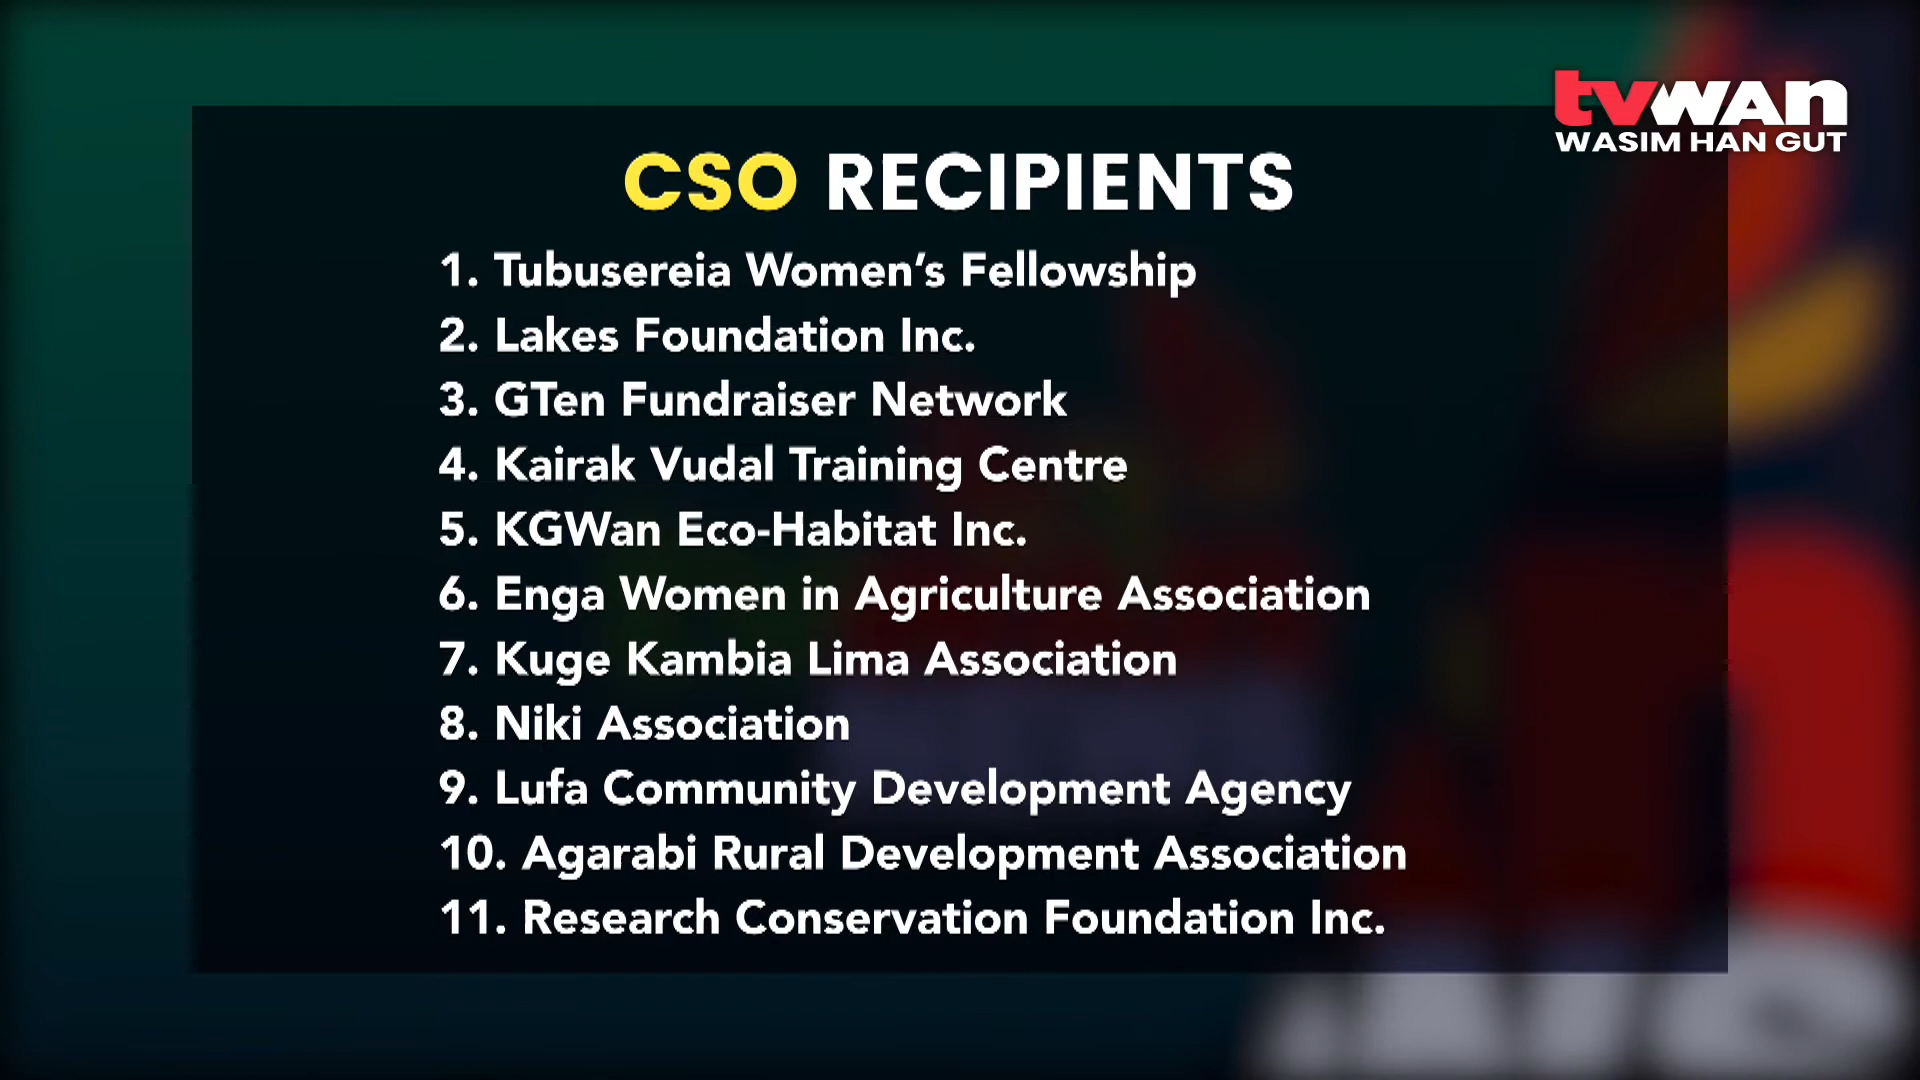 tvwan
WASIM HAN GUT
CSO RECIPIENTS
1. Tubusereia Women’s Fellowship
2. Lakes Foundation Inc.
3. GTen Fundraiser Network
4. Kairak Vudal Training Centre
5. KGWan Eco-Habitat Inc.
6. Enga Women in Agriculture Association
7. Kuge Kambia Lima Association
8. Niki Association
9. Lufa Community Development Agency
10. Agarabi Rural Development Association
11. Research Conservation Foundation Inc.